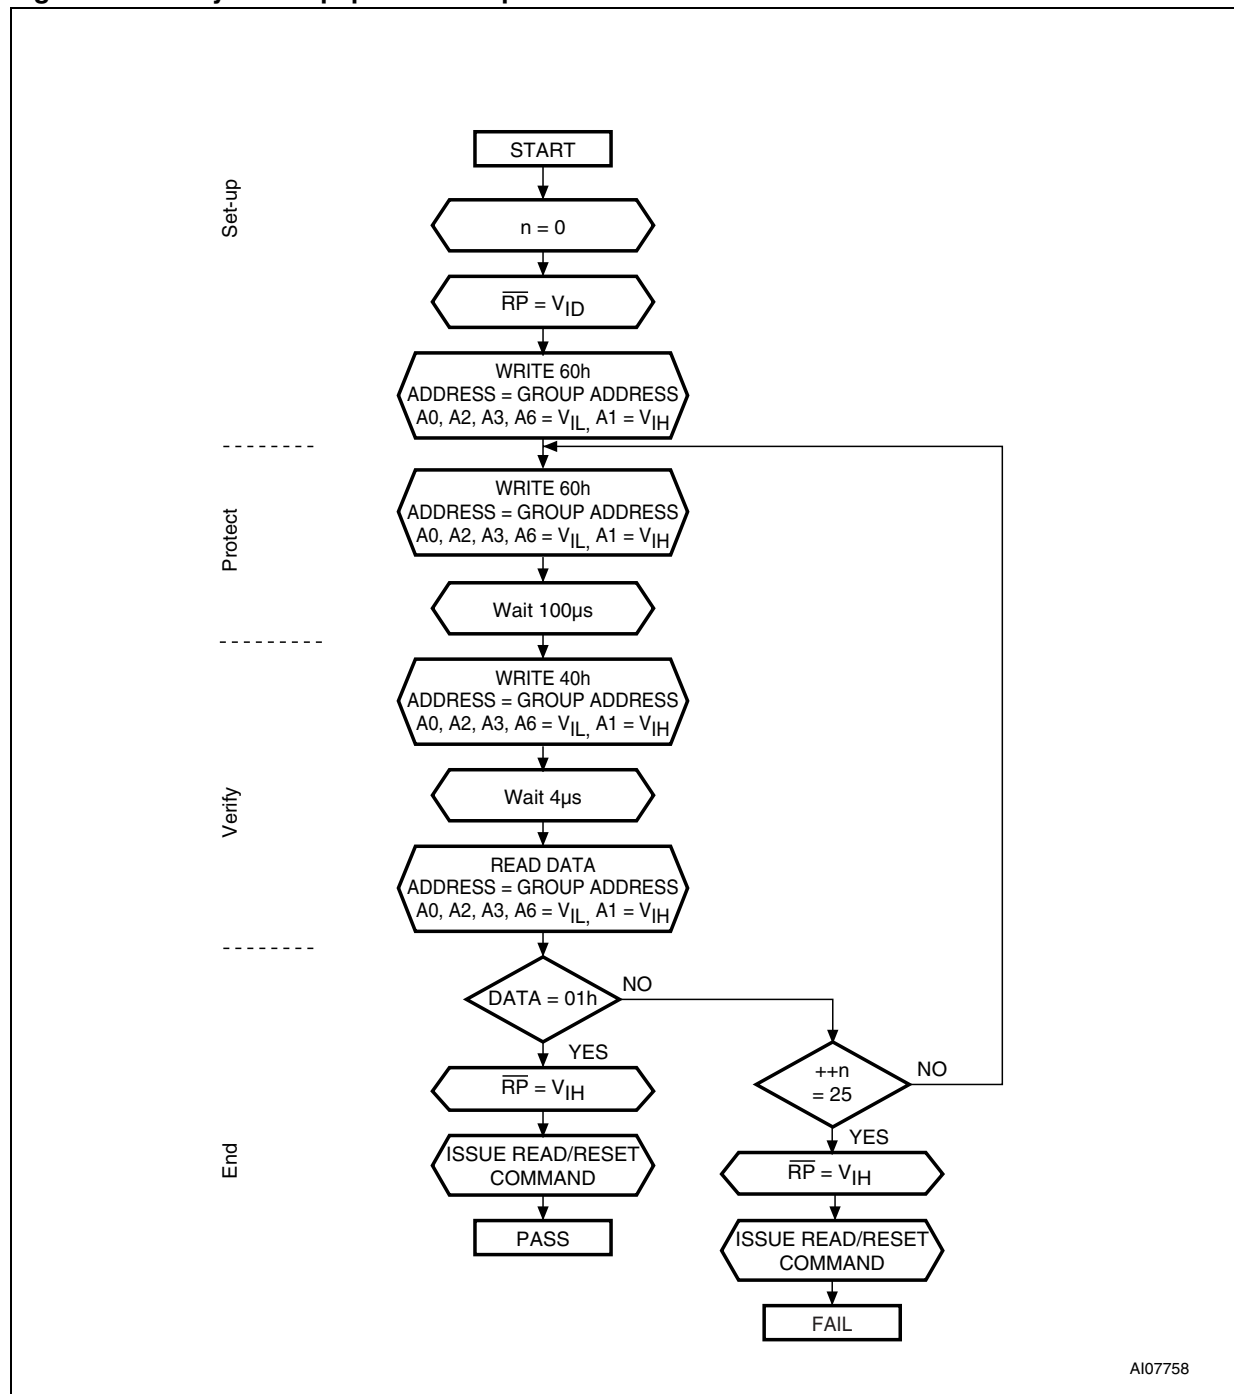 START
Set-up
n = 0
RP = VID
WRITE 60h
ADDRESS = GROUP ADDRESS
A0, A2, A3, A6 = VIL, A1 = VIH
Protect
WRITE 60h
ADDRESS = GROUP ADDRESS
A0, A2, A3, A6 = VIL, A1 = VIH
Wait 100µs
WRITE 40h
ADDRESS = GROUP ADDRESS
A0, A2, A3, A6 = VIL, A1 = VIH
Verify
Wait 4µs
READ DATA
ADDRESS = GROUP ADDRESS
A0, A2, A3, A6 = VIL, A1 = VIH
DATA = 01h
NO
YES
++n
= 25
NO
YES
End
RP = VIH
ISSUE READ/RESET
COMMAND
PASS
RP = VIH
ISSUE READ/RESET
COMMAND
FAIL
AI07758